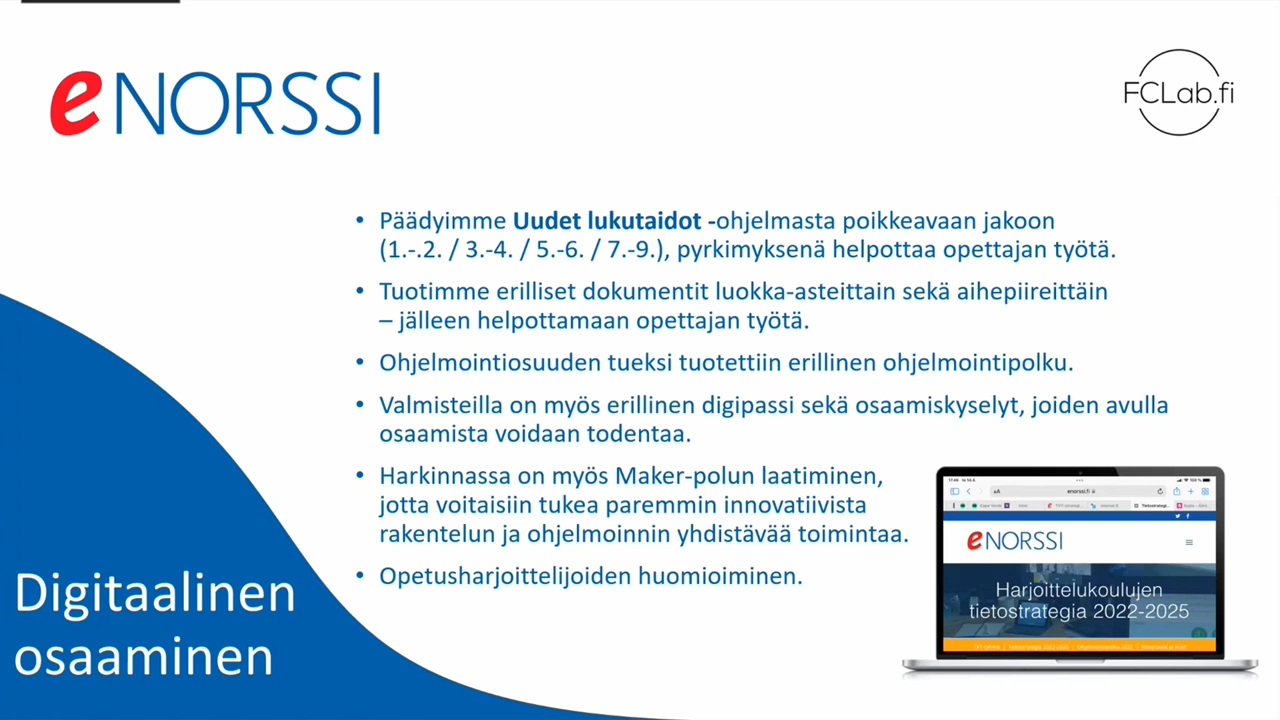 eNORSSI
FCLab.fi
• Päädyimme Uudet lukutaidot -ohjelmasta poikkeavaan jakoon
(1.-.2. / 3.-4. / 5.-6. / 7.-9.), pyrkimyksenä helpottaa opettajan työtä.
• Tuotimme erilliset dokumentit luokka-asteittain sekä aihepiireittäin
– jälleen helpottamaan opettajan työtä.
• Ohjelmointiosuuden tueksi tuotettiin erillinen ohjelmointipolku.
• Valmisteilla on myös erillinen digipassi sekä osaamiskyselyt, joiden avulla
osaamista voidaan todentaa.
• Harkinnassa on myös Maker-polun laatiminen,
jotta voitaisiin tukea paremmin innovatiivista
rakentelun ja ohjelmoinnin yhdistävää toimintaa.
• Opetusharjoittelijoiden huomioiminen.
Digitaalinen
osaaminen
enorssi.fi
eNORSSI
Harjoittelukoulujen
tietostrategia 2022-2025